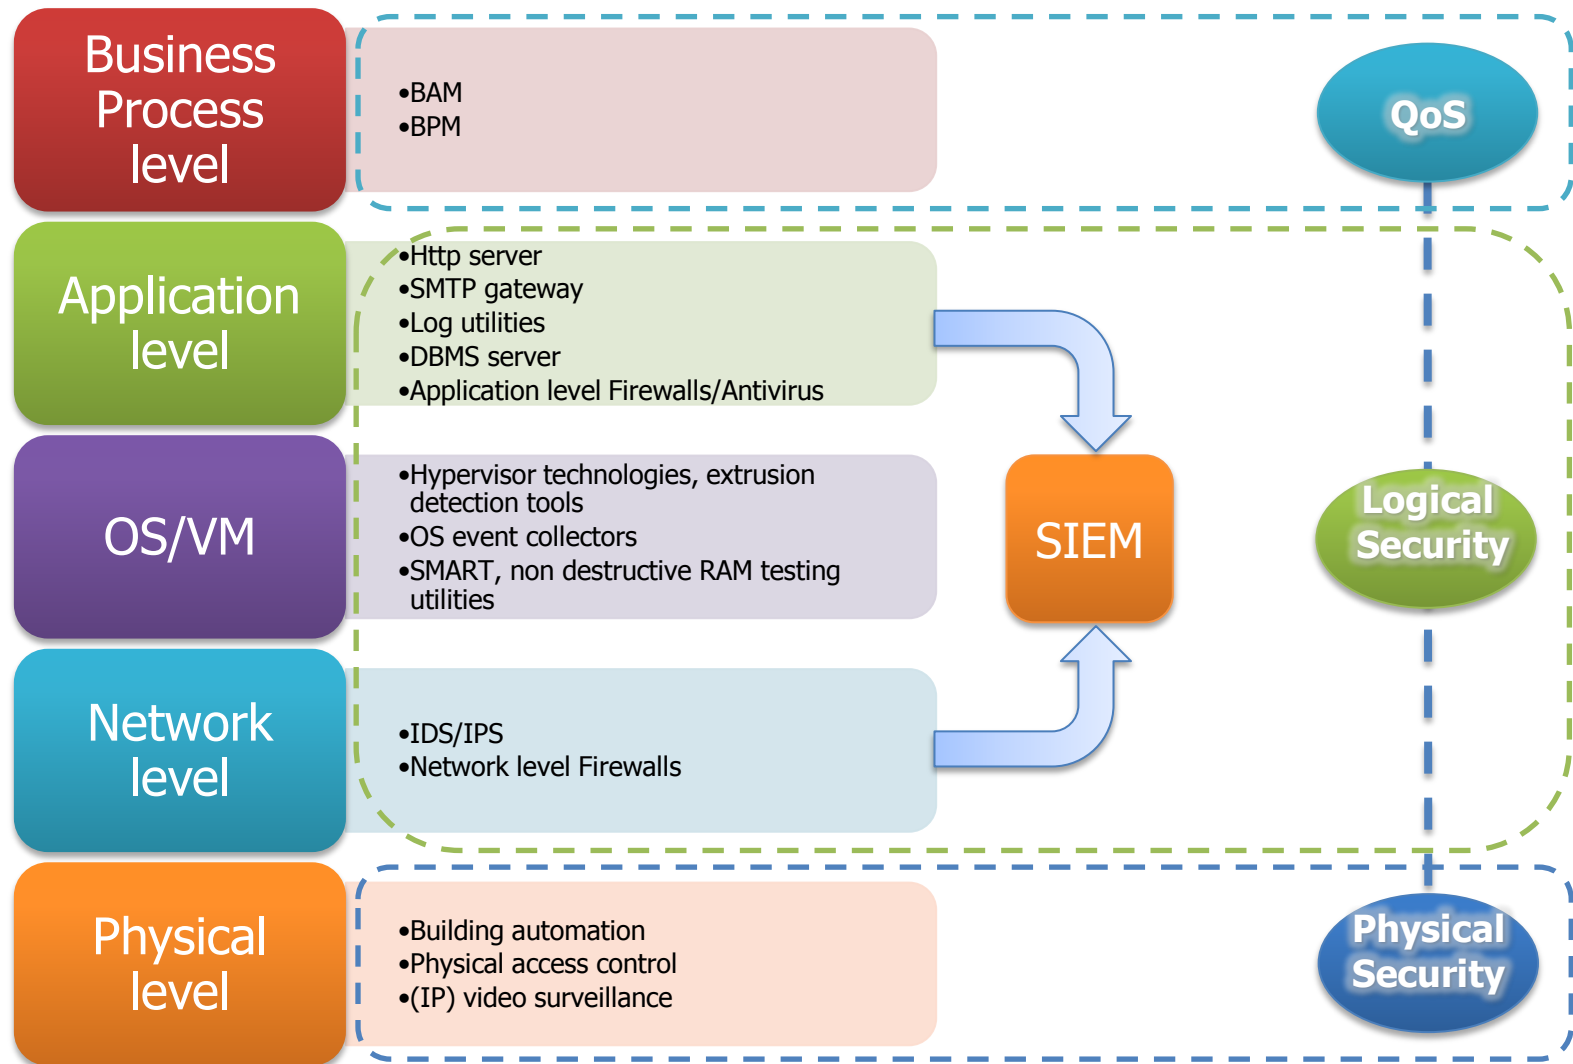 Business
Process
level
•BAM
•BPM
QoS
Application
level
•Http server
•SMTP gateway
•Log utilities
•DBMS server
•Application level Firewalls/Antivirus
OS/VM
•Hypervisor technologies, extrusion
detection tools
•OS event collectors
•SMART, non destructive RAM testing
utilities
SIEM
Logical
Security
Network
level
•IDS/IPS
•Network level Firewalls
Physical
level
•Building automation
•Physical access control
•(IP) video surveillance
Physical
Security